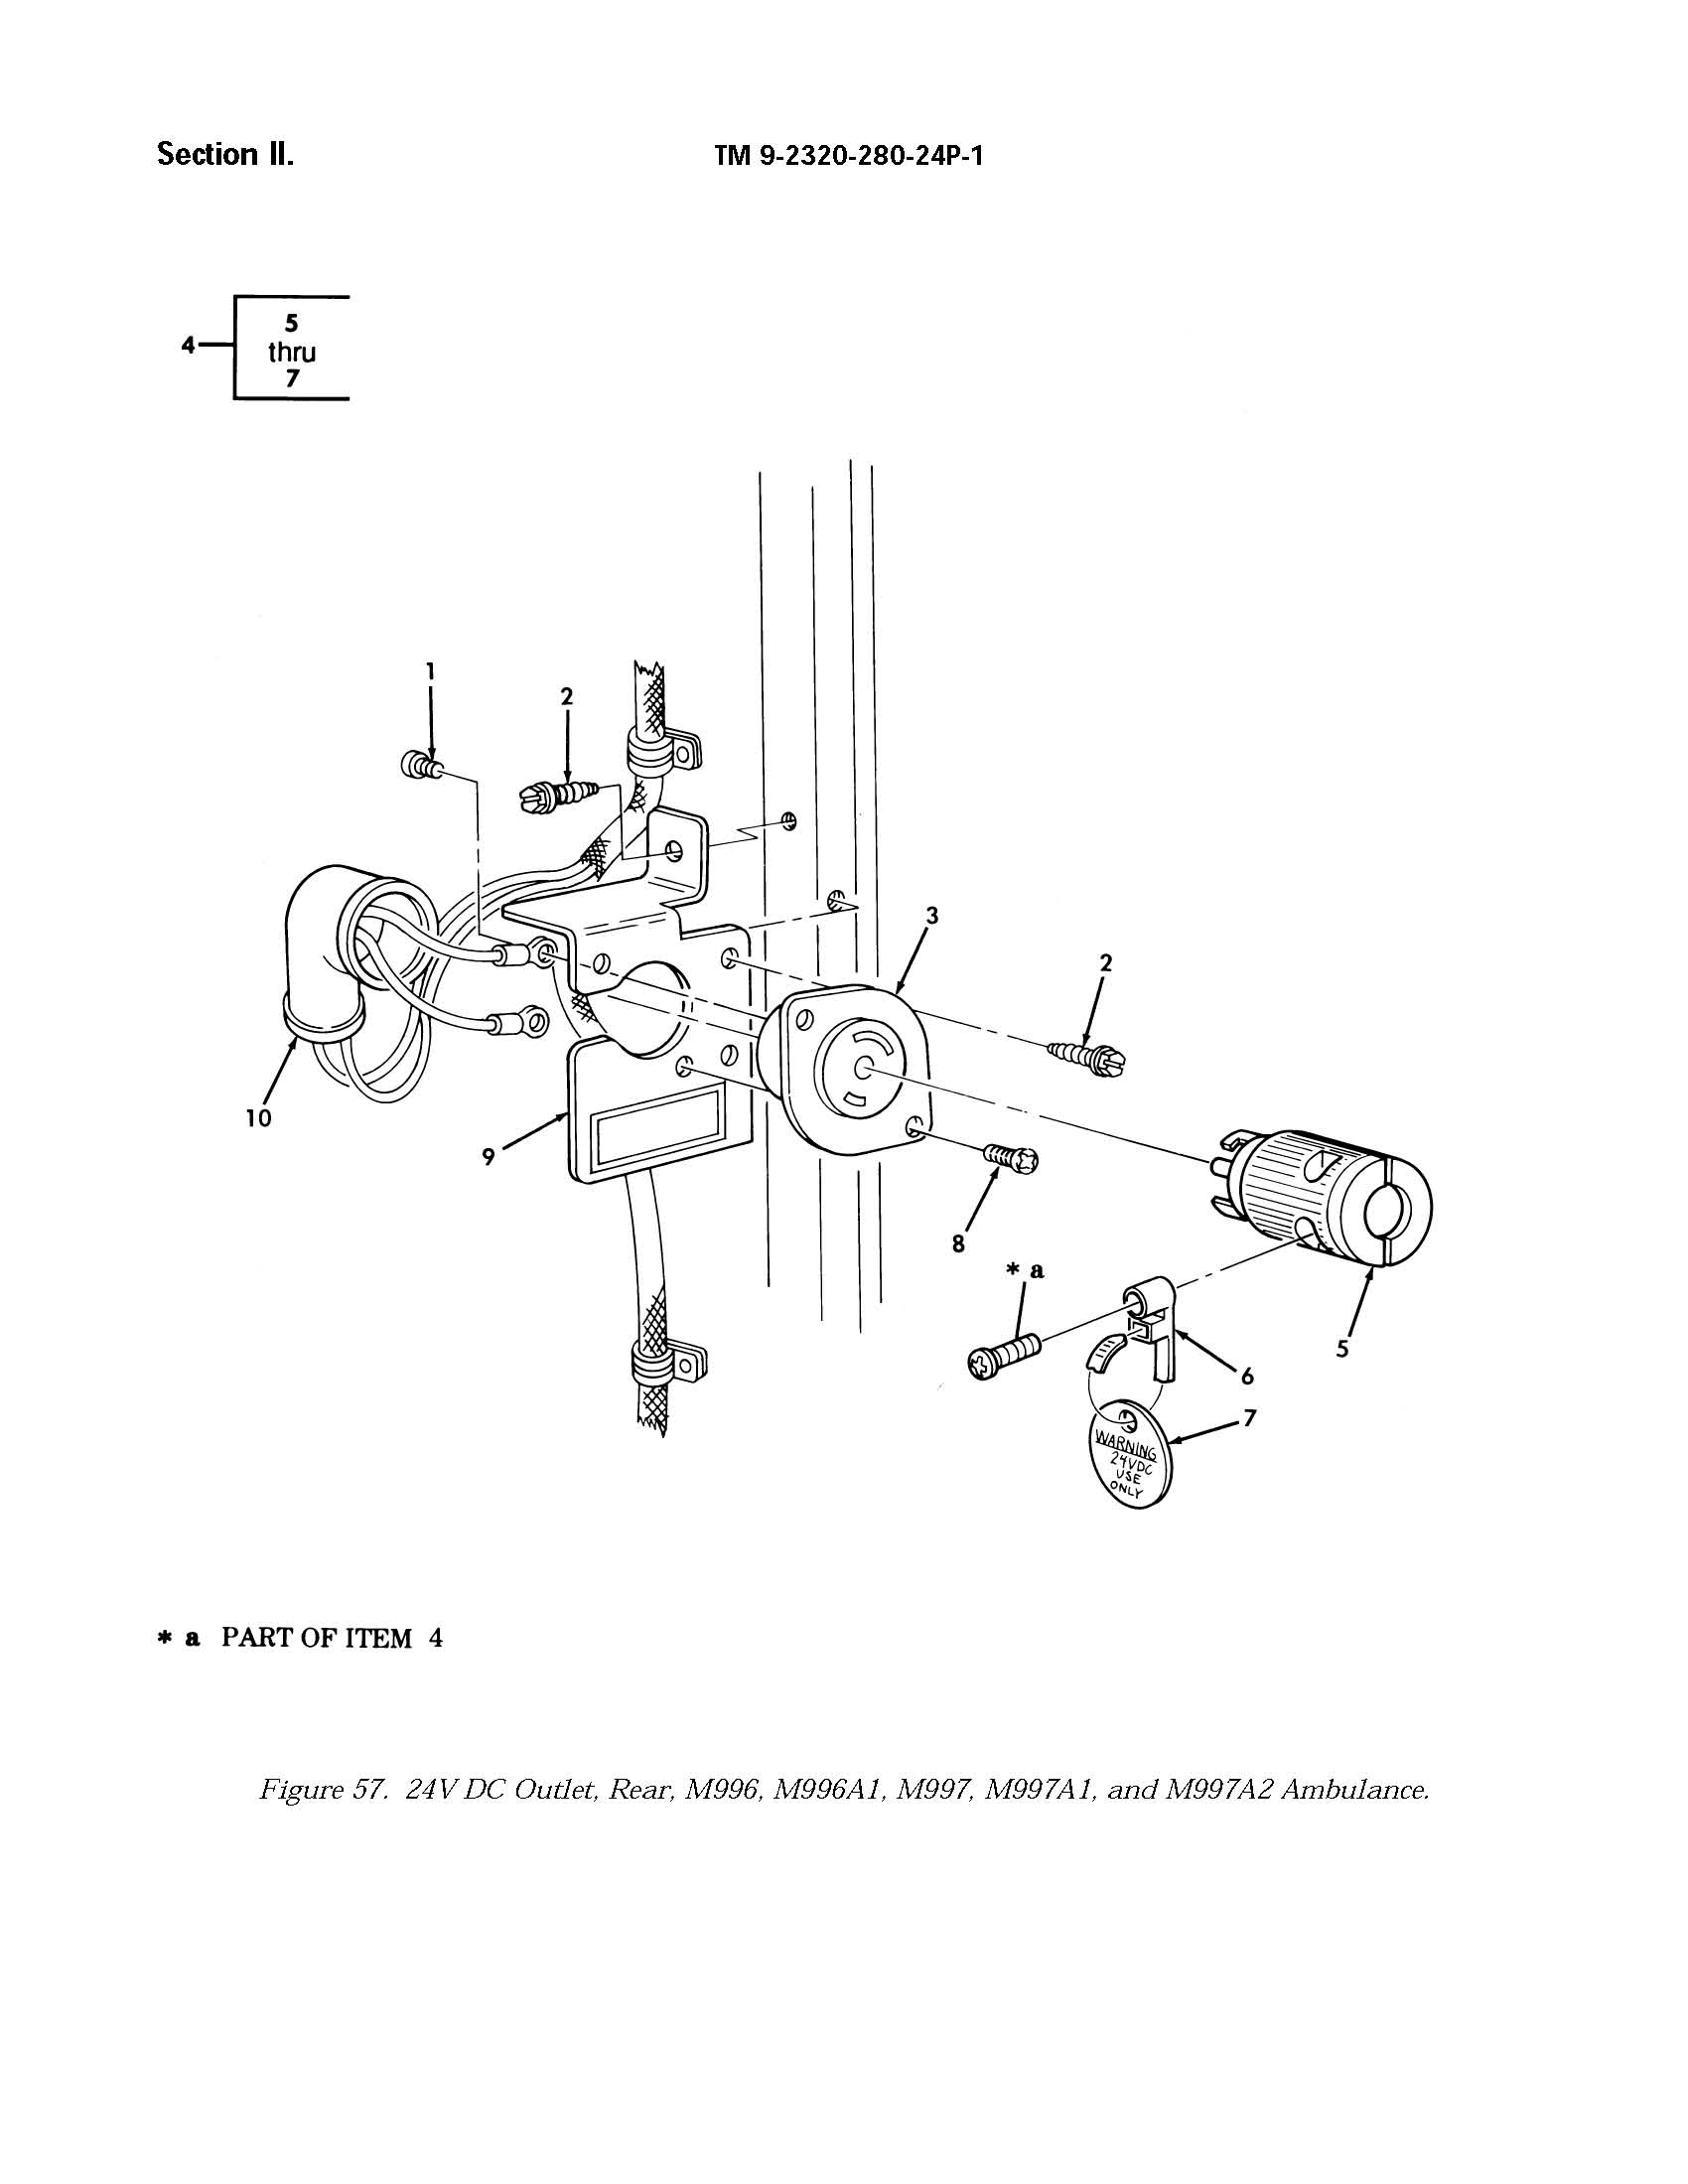 Section II.
TM 9-2320-280-24P-1
4
5
thru
7
1
2
3
2
10
9
8
* a
5
6
7
WARNING
24VDC
USE
ONLY
* a PART OF ITEM 4
Figure 57. 24V DC Outlet, Rear, M996, M996A1, M997, M997A1, and M997A2 Ambulance.